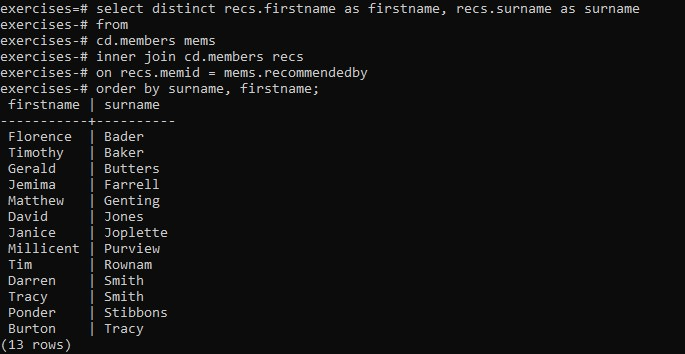 exercises=# select distinct recs.firstname as firstname, recs.surname as surname
exercises-# from
exercises-# cd.members mems
exercises-# inner join cd.members recs
exercises-# on recs.memid = mems.recommendedby
exercises-# order by surname, firstname;
 firstname | surname
-----------+----------
 Florence  | Bader
 Timothy   | Baker
 Gerald    | Butters
 Jemima    | Farrell
 Matthew   | Genting
 David     | Jones
 Janice    | Joplette
 Millicent | Purview
 Tim       | Rownam
 Darren    | Smith
 Tracy     | Smith
 Ponder    | Stibbons
 Burton    | Tracy
(13 rows)